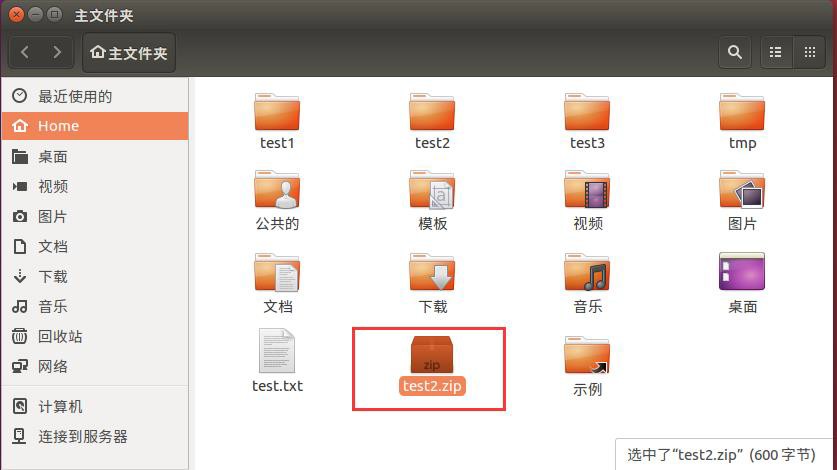 主文件夹
主文件夹
最近使用的
Home
桌面
视频
图片
文档
下载
音乐
回收站
网络
计算机
连接到服务器
test1
test2
test3
tmp
公共的
a
模板
视频
图片
文档
下载
音乐
桌面
test.txt
zip
test2.zip
示例
选中了“test2.zip” (600 字节)